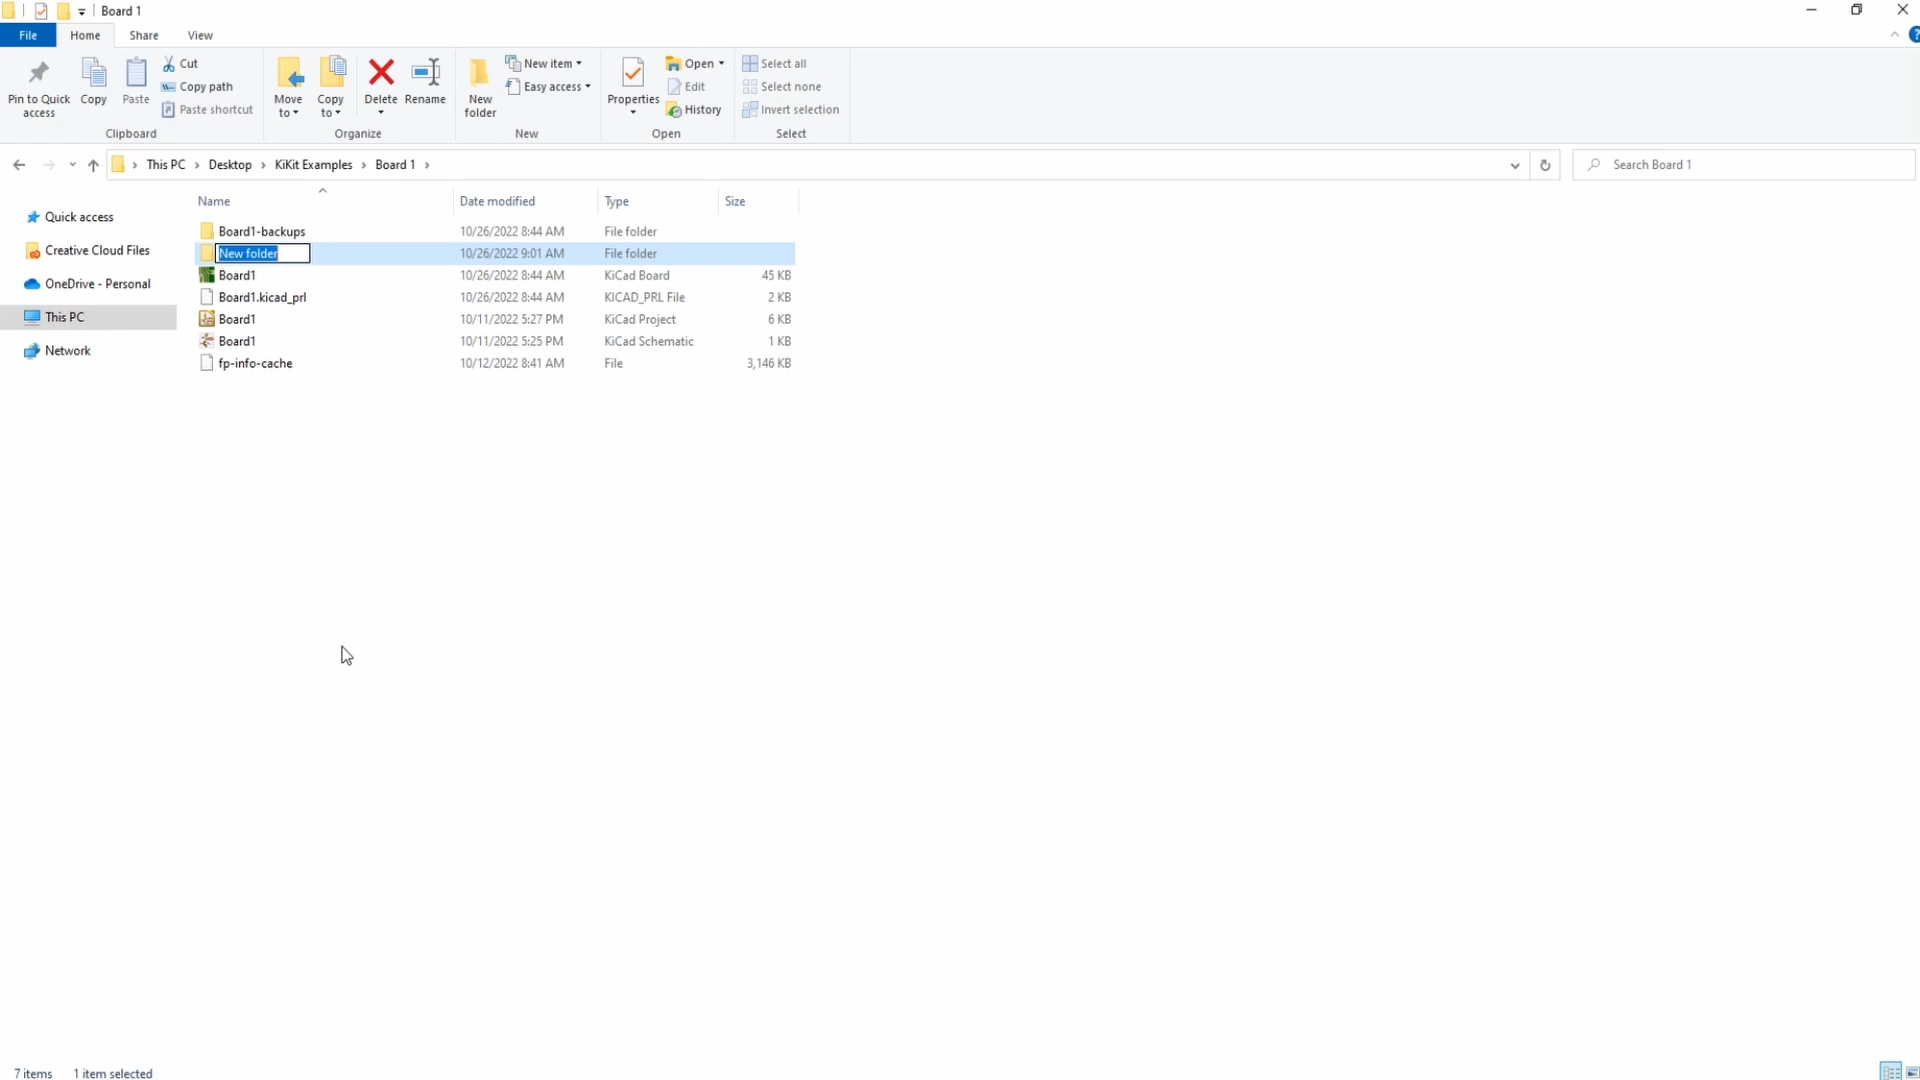 Board 1
File Home Share View
Pin to Quick access
Copy
Paste
Cut
Copy path
Paste shortcut
Move to
Copy to
Delete
Rename
New folder
New item
Easy access
Properties
Open
Edit
History
Select all
Select none
Invert selection
Clipboard Organize New Open Select
This PC Desktop KiKit Examples Board 1 Search Board 1
Name Date modified Type Size
Quick access
Creative Cloud Files
OneDrive - Personal
This PC
Network
Board1-backups 10/26/2022 8:44 AM File folder
New folder 10/26/2022 9:01 AM File folder
Board1 10/26/2022 8:44 AM KiCad Board 45 KB
Board1.kicad_prl 10/26/2022 8:44 AM KICAD_PRL File 2 KB
Board1 10/11/2022 5:27 PM KiCad Project 6 KB
Board1 10/11/2022 5:25 PM KiCad Schematic 1 KB
fp-info-cache 10/12/2022 8:41 AM File 3,146 KB
7 items 1 item selected